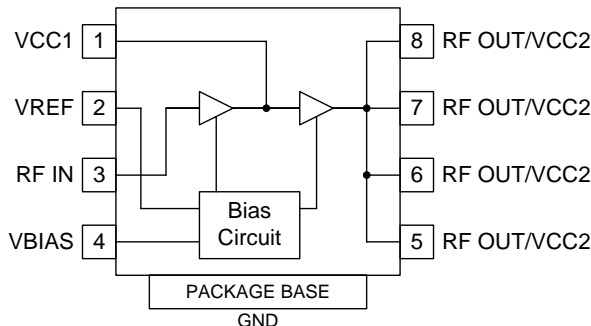 VCC1 1
VREF 2
RF IN 3
VBIAS 4
Bias
Circuit
8 RF OUT/VCC2
7 RF OUT/VCC2
6 RF OUT/VCC2
5 RF OUT/VCC2
PACKAGE BASE
GND